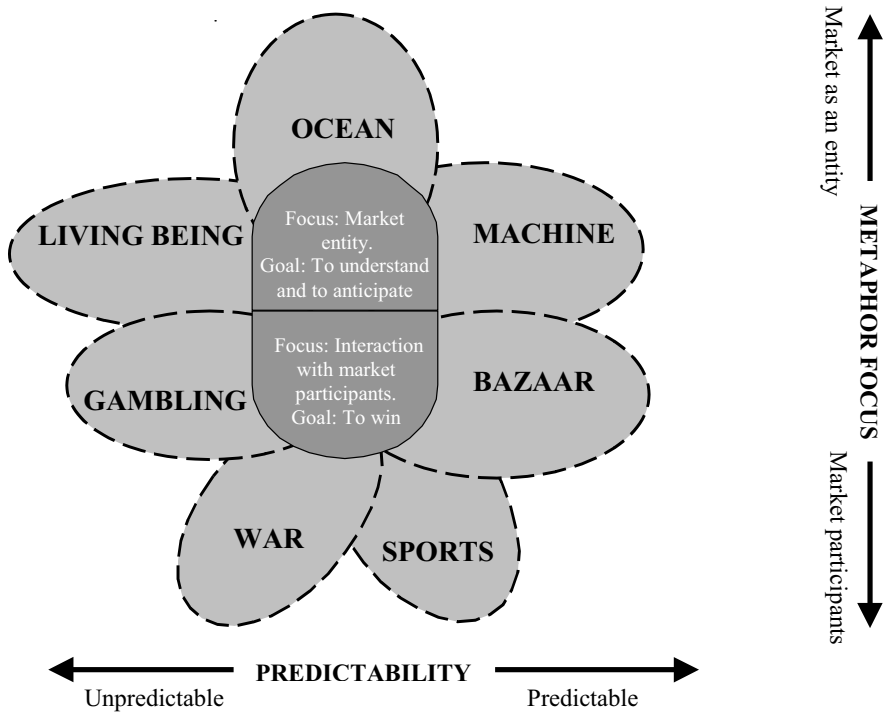 OCEAN
LIVING BEING
MACHINE
Focus: Market
entity.
Goal: To understand
and to anticipate
Focus: Interaction
with market
participants.
Goal: To win
GAMBLING
BAZAAR
WAR
SPORTS
PREDICTABILITY
Unpredictable
Predictable
Market as an entity
METAPHOR FOCUS
Market participants